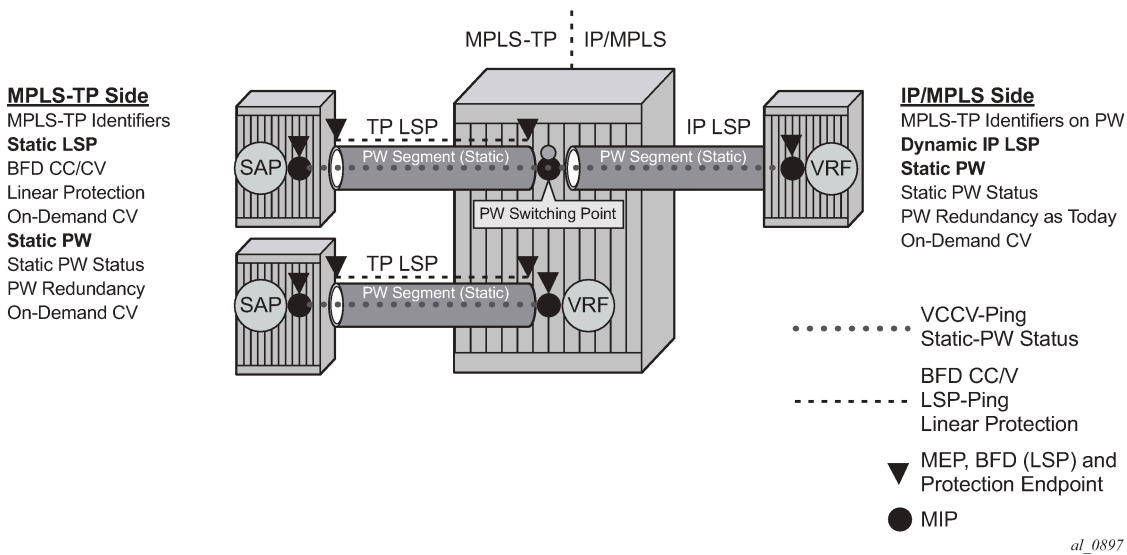 MPLS-TP IP/MPLS
MPLS-TP Side
MPLS-TP Identifiers
Static LSP
BFD CC/CV
Linear Protection
On-Demand CV
Static PW
Static PW Status
PW Redundancy
On-Demand CV
TP LSP
IP LSP
SAP
PW Segment (Static)
PW Segment (Static)
VRF
PW Switching Point
TP LSP
SAP
PW Segment (Static)
VRF
IP/MPLS Side
MPLS-TP Identifiers on PW
Dynamic IP LSP
Static PW
Static PW Status
PW Redundancy as Today
On-Demand CV
VCCV-Ping
Static-PW Status
BFD CC/V
LSP-Ping
Linear Protection
MEP, BFD (LSP) and
Protection Endpoint
MIP
al_0897